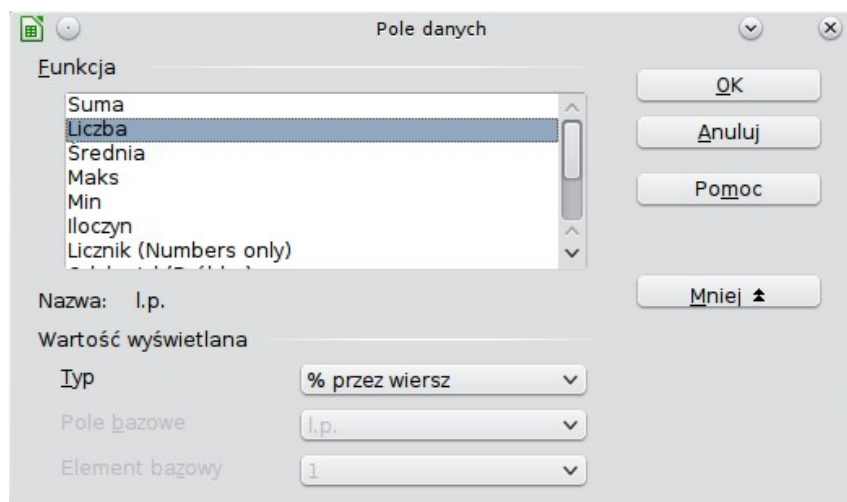 Pole danych
Funkcja
Suma
Liczba
Średnia
Maks
Min
Iloczyn
Licznik (Numbers only)
OK
Anuluj
Pomoc
Mniej
Nazwa: l.p.
Wartość wyświetlana
Typ % przez wiersz
Pole bazowe l.p.
Element bazowy 1